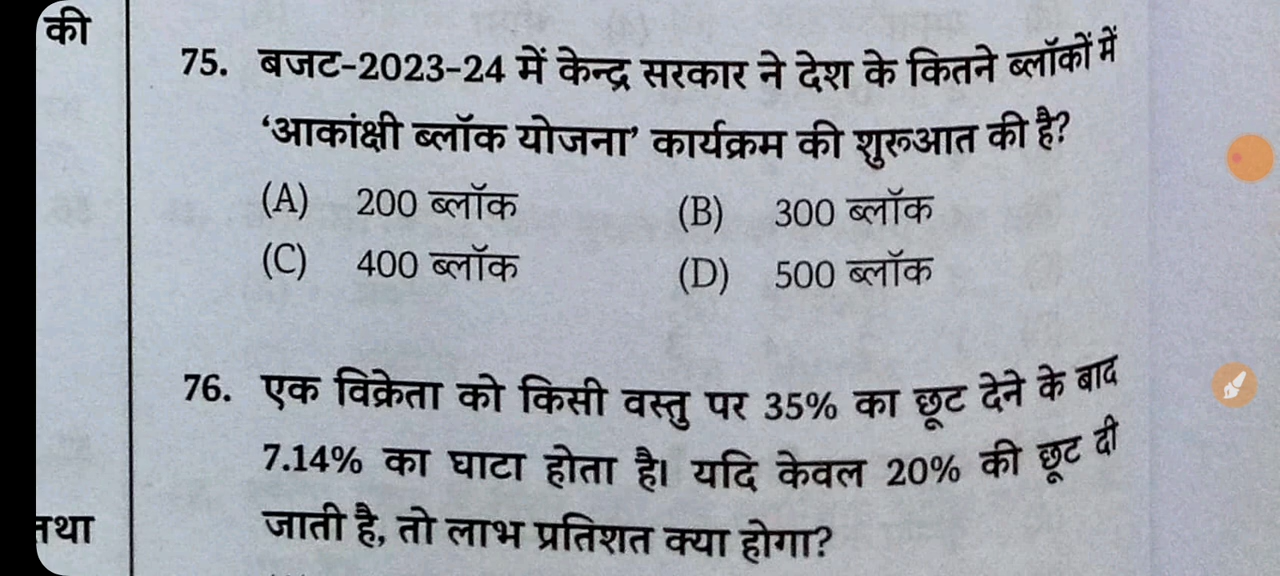 की
75. बजट-2023-24 में केन्द्र सरकार ने देश के कितने ब्लॉकों में
‘आकांक्षी ब्लॉक योजना’ कार्यक्रम की शुरूआत की है?
(A) 200 ब्लॉक (B) 300 ब्लॉक
(C) 400 ब्लॉक (D) 500 ब्लॉक
76. एक विक्रेता को किसी वस्तु पर 35% का छूट देने के बाद
7.14% का घाटा होता है। यदि केवल 20% की छूट दी
तथा जाती है, तो लाभ प्रतिशत क्या होगा?